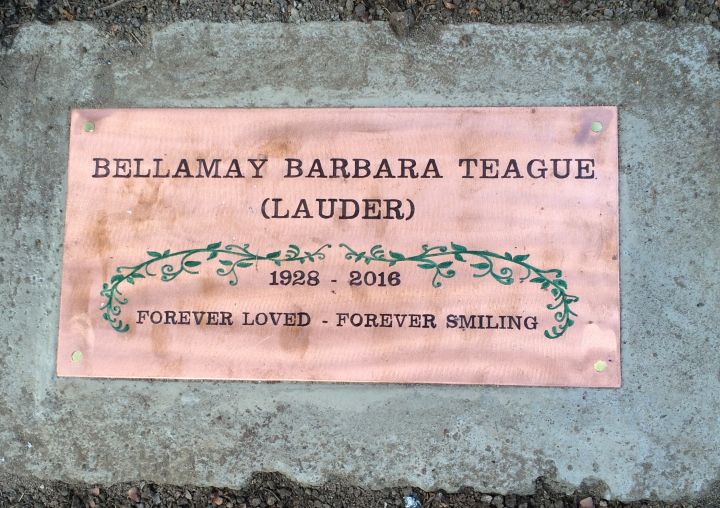 BELLAMAY BARBARA TEAGUE
(LAUDER)
1928 - 2016
FOREVER LOVED - FOREVER SMILING